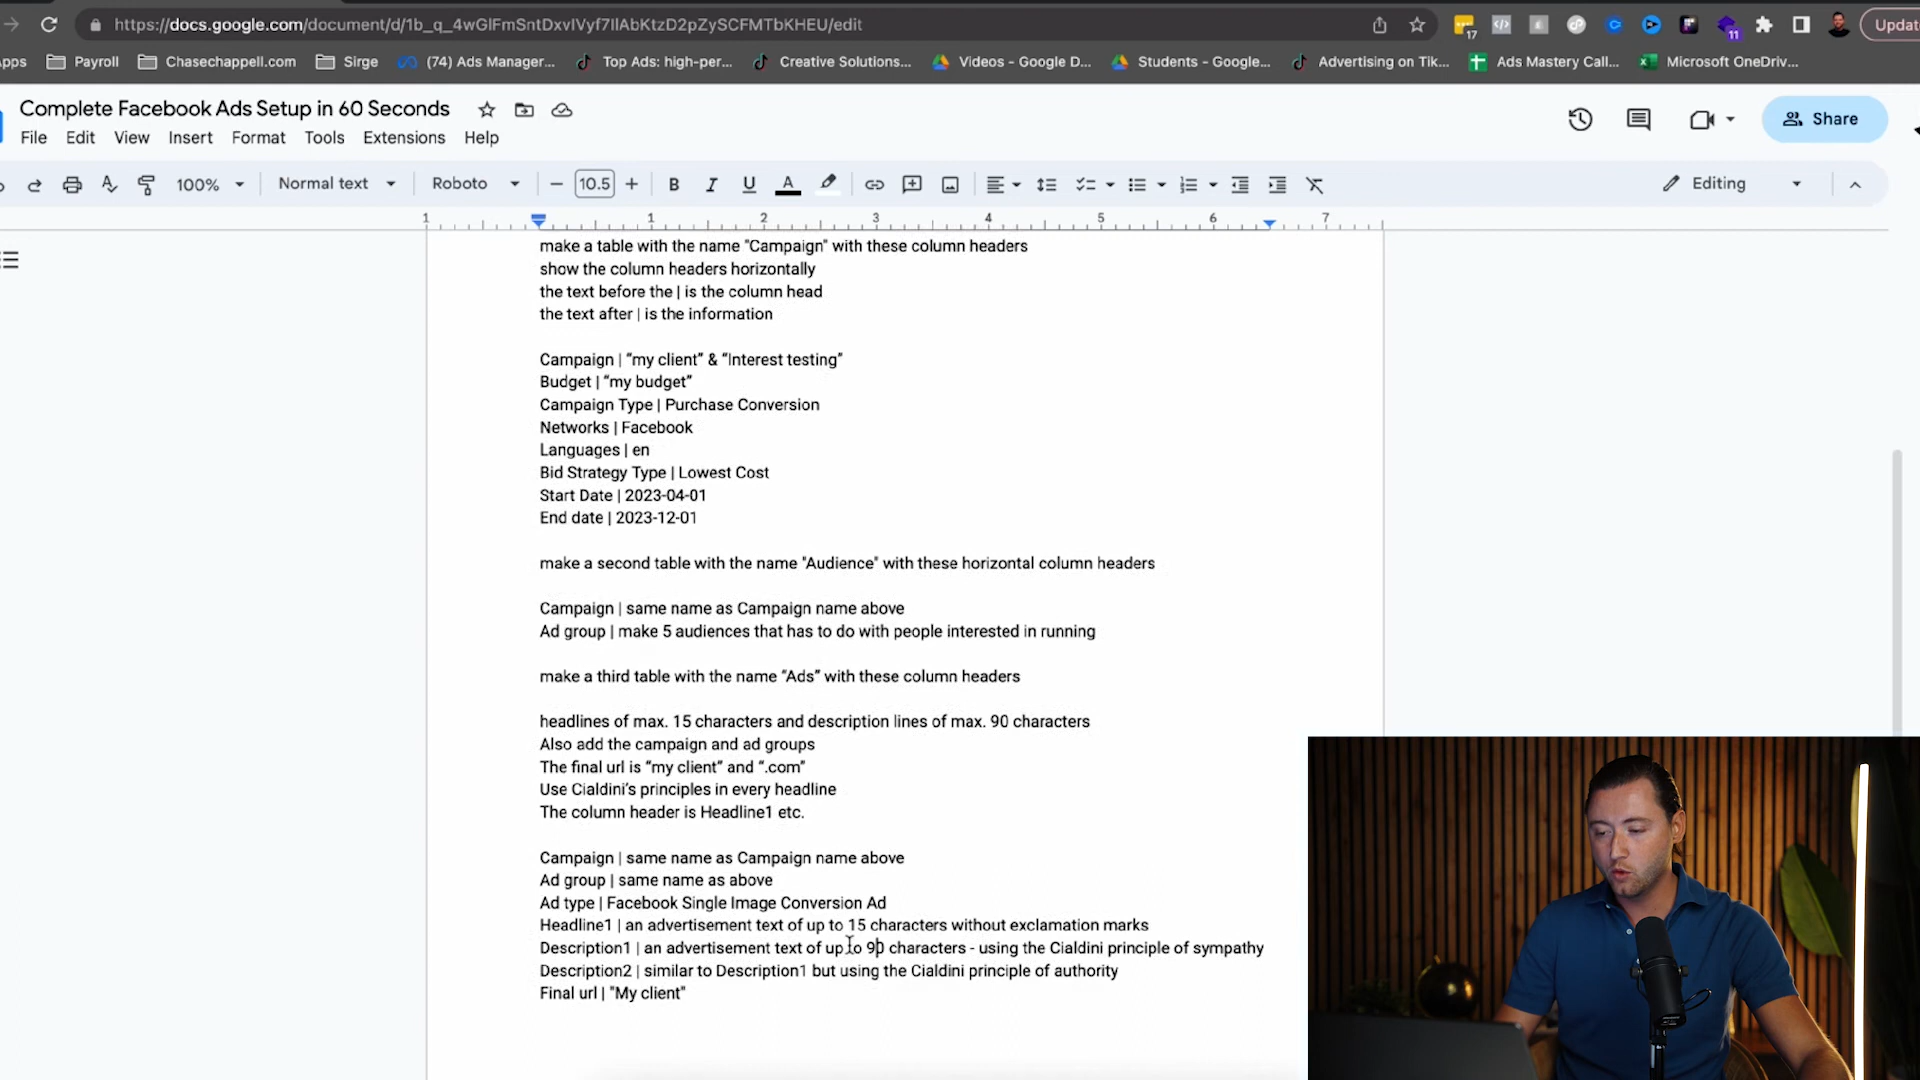 https://docs.google.com/document/d/1b_q_4wGlFmSntDxvIVyf7IlAbKtzD2pZySCFMTbKHEU/edit
17
11
Updat
pps
Payroll
Chasechappell.com
Sirge
(74) Ads Manager...
Top Ads: high-per...
Creative Solutions...
Videos - Google D...
Students - Google...
Advertising on Tik...
Ads Mastery Call...
Microsoft OneDriv...
Complete Facebook Ads Setup in 60 Seconds
Share
File Edit View Insert Format Tools Extensions Help
100% Normal text Roboto 10.5 B I U A Editing
1 1 2 3 4 5 6 7
make a table with the name "Campaign" with these column headers
show the column headers horizontally
the text before the | is the column head
the text after | is the information
Campaign | “my client” & “Interest testing”
Budget | “my budget”
Campaign Type | Purchase Conversion
Networks | Facebook
Languages | en
Bid Strategy Type | Lowest Cost
Start Date | 2023-04-01
End date | 2023-12-01
make a second table with the name "Audience" with these horizontal column headers
Campaign | same name as Campaign name above
Ad group | make 5 audiences that has to do with people interested in running
make a third table with the name “Ads” with these column headers
headlines of max. 15 characters and description lines of max. 90 characters
Also add the campaign and ad groups
The final url is “my client” and “.com”
Use Cialdini’s principles in every headline
The column header is Headline1 etc.
Campaign | same name as Campaign name above
Ad group | same name as above
Ad type | Facebook Single Image Conversion Ad
Headline1 | an advertisement text of up to 15 characters without exclamation marks
Description1 | an advertisement text of up to 90 characters - using the Cialdini principle of sympathy
Description2 | similar to Description1 but using the Cialdini principle of authority
Final url | "My client"